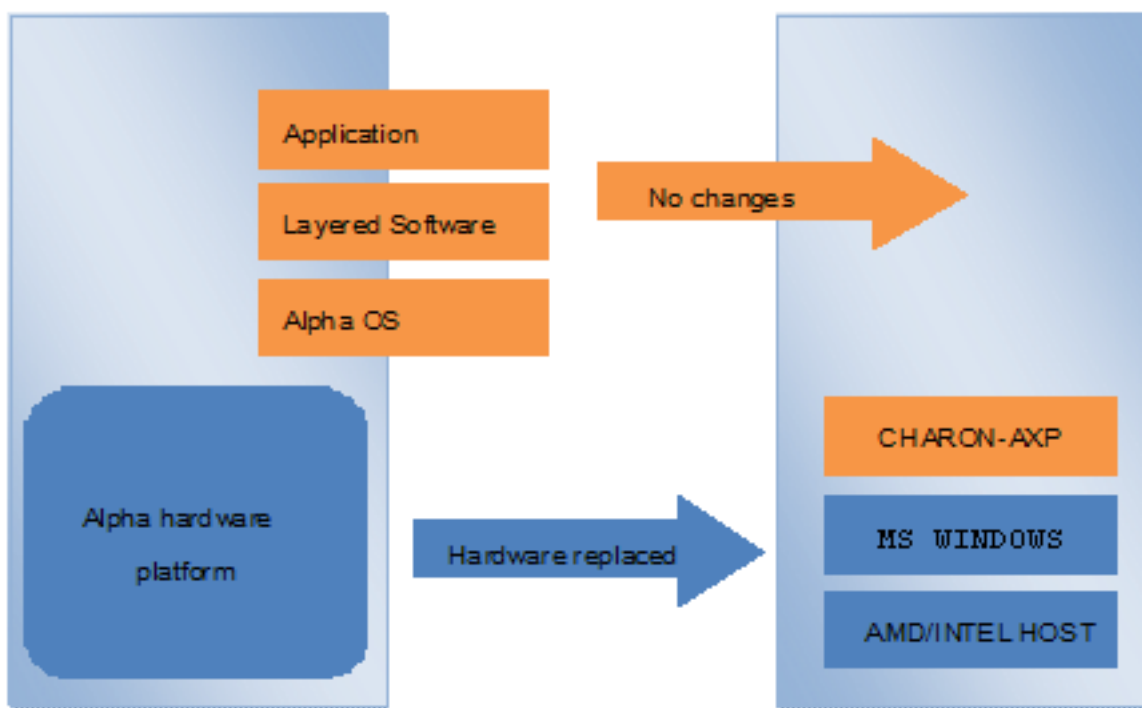 Application
Layered Software
Alpha OS
No changes
Alpha hardware
platform
Hardware replaced
CHARON-AXP
MS WINDOWS
AMD/INTEL HOST